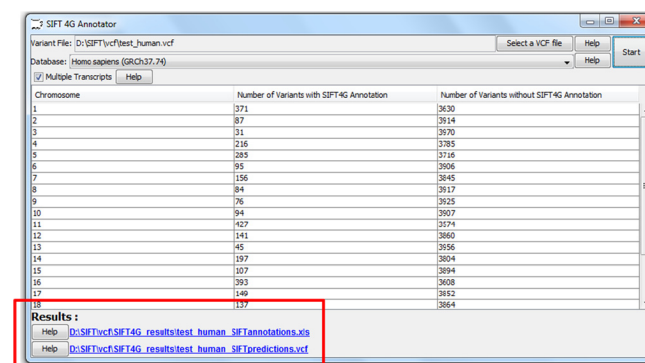 SIFT 4G Annotator
Variant File: D:\SIFT\vcf\test_human.vcf Select a VCF file Help Start
Database: Homo sapiens (GRCh37.74) Help
Multiple Transcripts Help
Chromosome Number of Variants with SIFT4G Annotation Number of Variants without SIFT4G Annotation
1 371 3630
2 87 3914
3 31 3970
4 216 3785
5 285 3716
6 95 3906
7 156 3845
8 84 3917
9 76 3925
10 94 3907
11 427 3574
12 141 3860
13 45 3956
14 197 3804
15 107 3894
16 393 3608
17 149 3852
18 137 3864
Results :
Help D:\SIFT\vcf\SIFT4G_results\test_human_SIFTannotations.xls
Help D:\SIFT\vcf\SIFT4G_results\test_human_SIFTpredictions.vcf